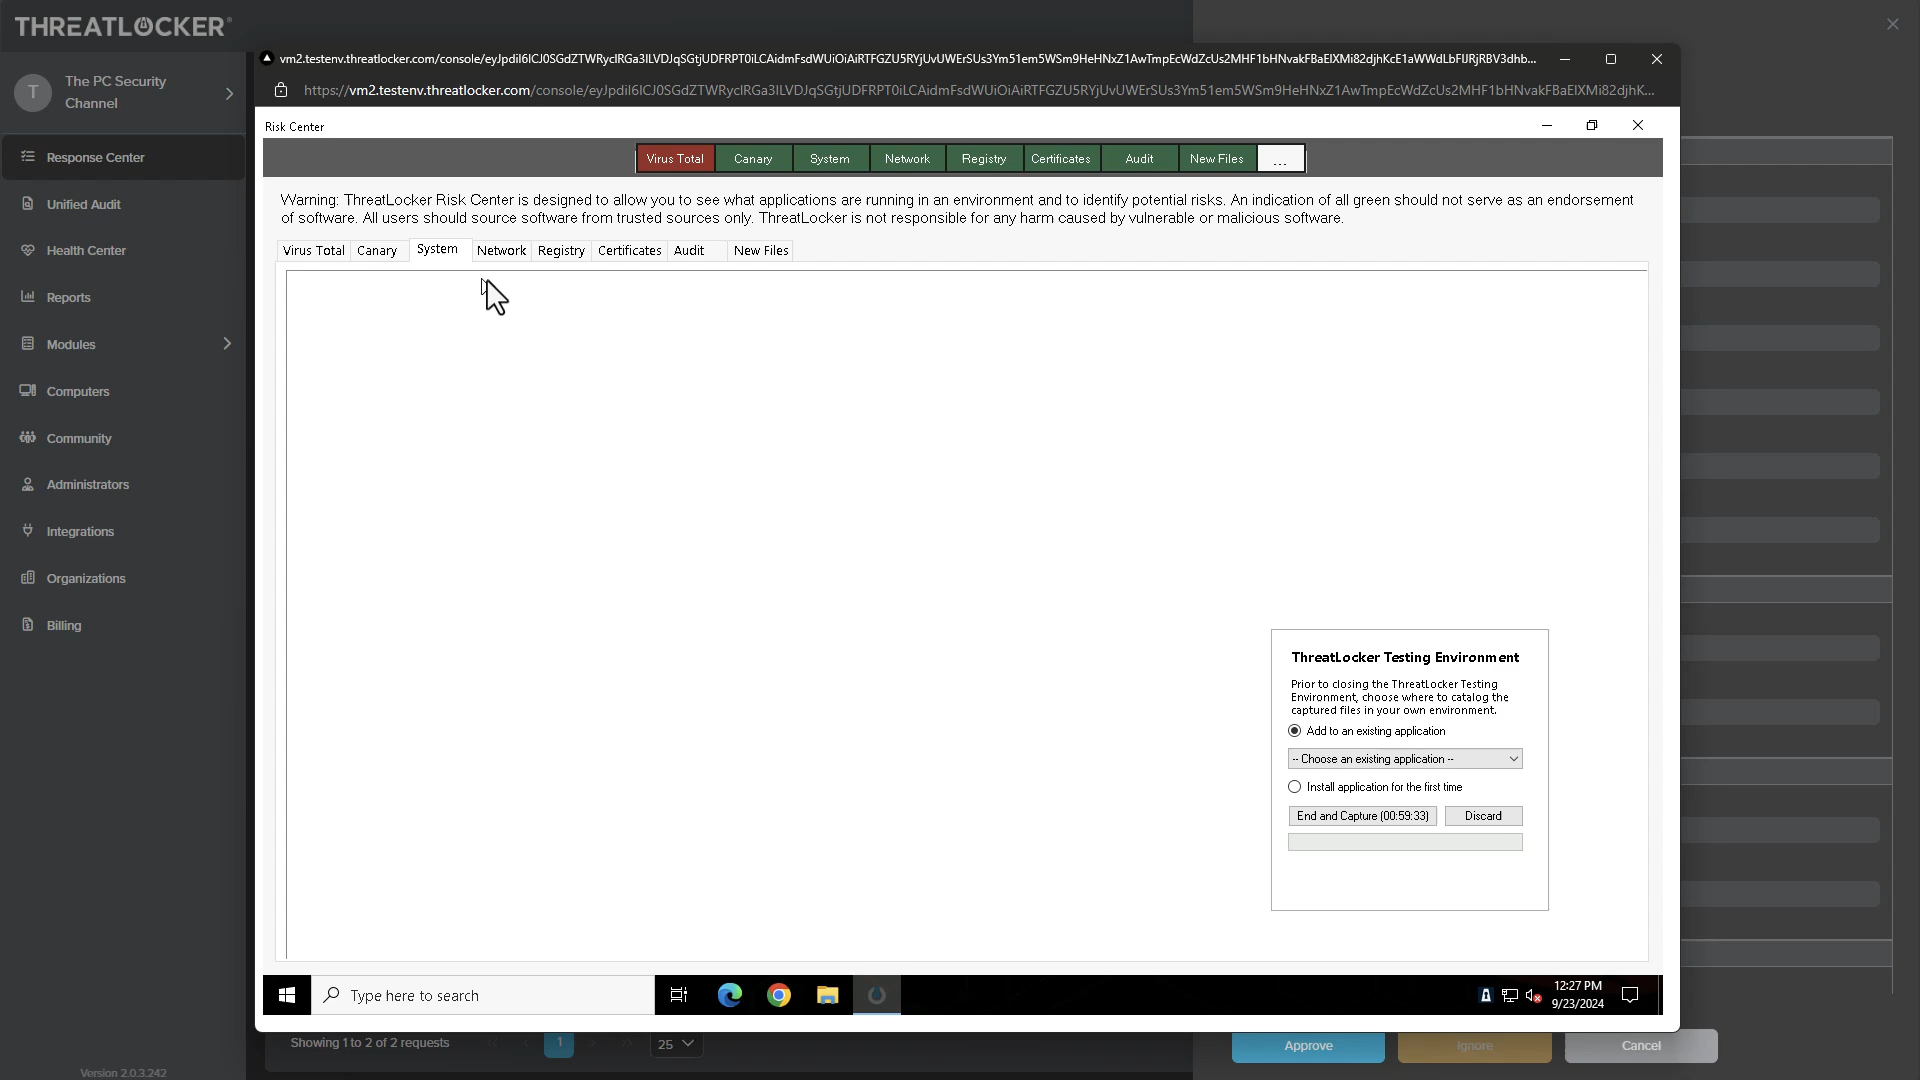 THREATLOCKER
T
The PC Security
Channel
Response Center
Unified Audit
Health Center
Reports
Modules
Computers
Community
Administrators
Integrations
Organizations
Billing
Version 2.0.3.242
Risk Center
Virus Total
Canary
System
Network
Registry
Certificates
Audit
New Files
...
Warning: ThreatLocker Risk Center is designed to allow you to see what applications are running in an environment and to identify potential risks. An indication of all green should not serve as an endorsement
of software. All users should source software from trusted sources only. ThreatLocker is not responsible for any harm caused by vulnerable or malicious software.
Virus Total
Canary
System
Network
Registry
Certificates
Audit
New Files
ThreatLocker Testing Environment
Prior to closing the ThreatLocker Testing
Environment, choose where to catalog the
captured files in your own environment.
Add to an existing application
-- Choose an existing application --
Install application for the first time
End and Capture (00:59:33)
Discard
Type here to search
12:27 PM
9/23/2024
Showing 1 to 2 of 2 requests
1
25
Approve
Ignore
Cancel